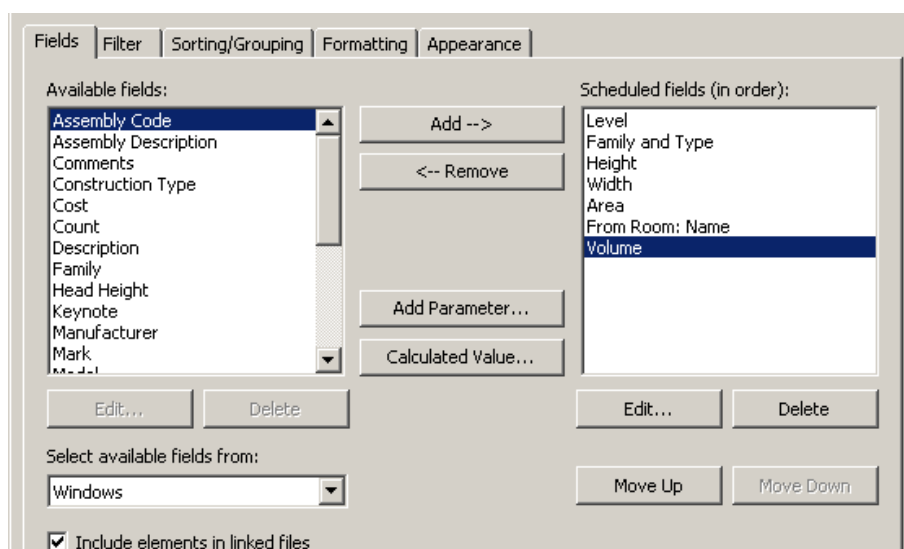 Fields Filter Sorting/Grouping Formatting Appearance
Available fields:
Assembly Code
Assembly Description
Comments
Construction Type
Cost
Count
Description
Family
Head Height
Keynote
Manufacturer
Mark
Model
Edit... Delete
Select available fields from:
Windows
Include elements in linked files
Add -->
<-- Remove
Add Parameter...
Calculated Value...
Scheduled fields (in order):
Level
Family and Type
Height
Width
Area
From Room: Name
Volume
Edit... Delete
Move Up Move Down